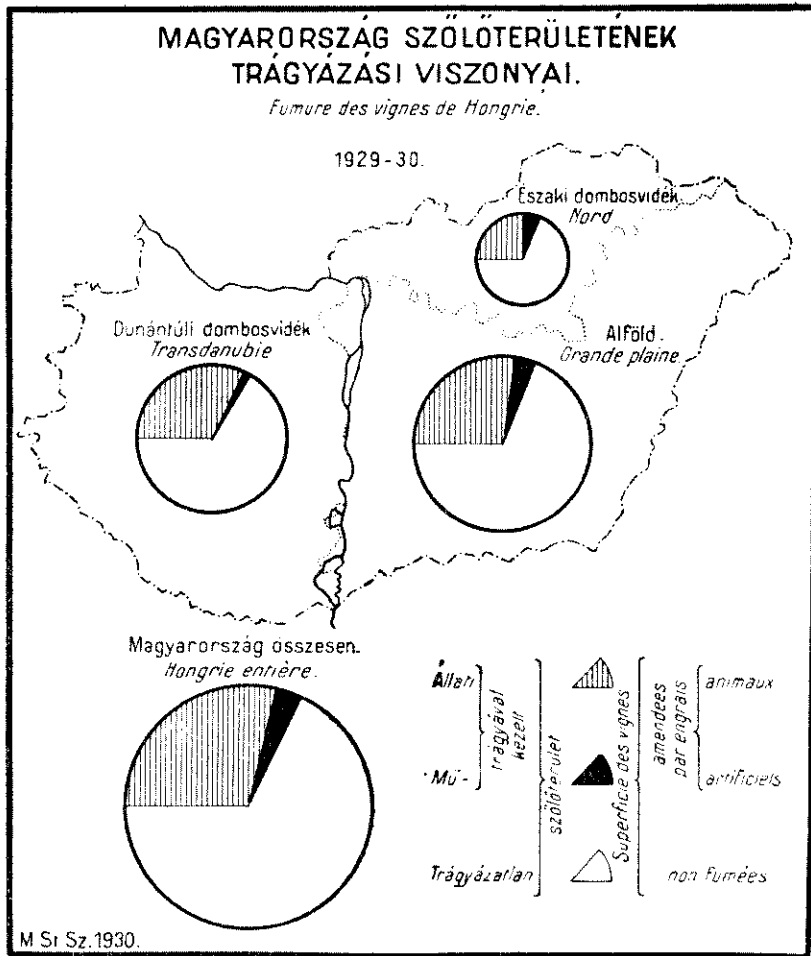 MAGYARORSZÁG SZŐLŐTERÜLETÉNEK
TRÁGYÁZÁSI VISZONYAI.
Fumure des vignes de Hongrie.
1929-30.
Északi dombosvidék
Nord
Dunántúli dombosvidék
Transdanubie
Alföld.
Grande plaine
Magyarország összesen.
Hongrie entière.
Állati
Mű-
trágyával
kezelt
Trágyázatlan
szőlőterület
Superficie des vignes
amendées
par engrais
animaux
artificiels
non fumées
M St Sz. 1930.